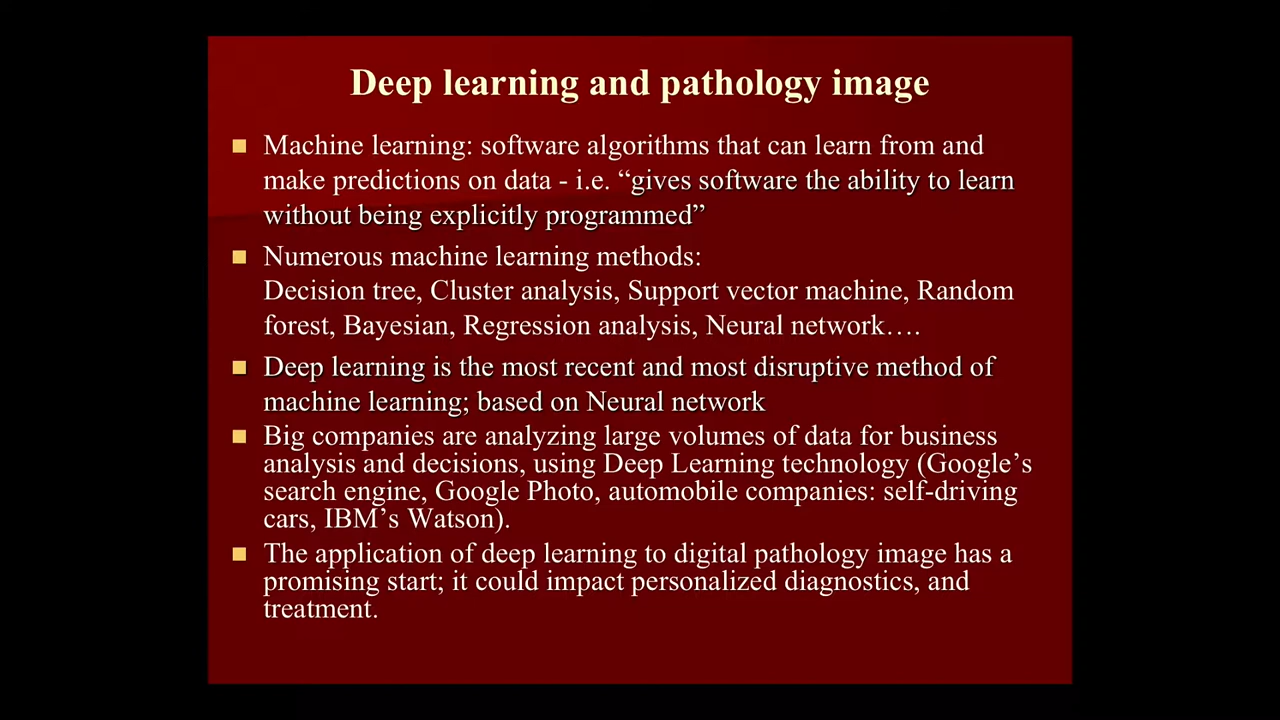 Deep learning and pathology image
■ Machine learning: software algorithms that can learn from and
make predictions on data - i.e. “gives software the ability to learn
without being explicitly programmed”
■ Numerous machine learning methods:
Decision tree, Cluster analysis, Support vector machine, Random
forest, Bayesian, Regression analysis, Neural network….
■ Deep learning is the most recent and most disruptive method of
machine learning; based on Neural network
■ Big companies are analyzing large volumes of data for business
analysis and decisions, using Deep Learning technology (Google’s
search engine, Google Photo, automobile companies: self-driving
cars, IBM’s Watson).
■ The application of deep learning to digital pathology image has a
promising start; it could impact personalized diagnostics, and
treatment.